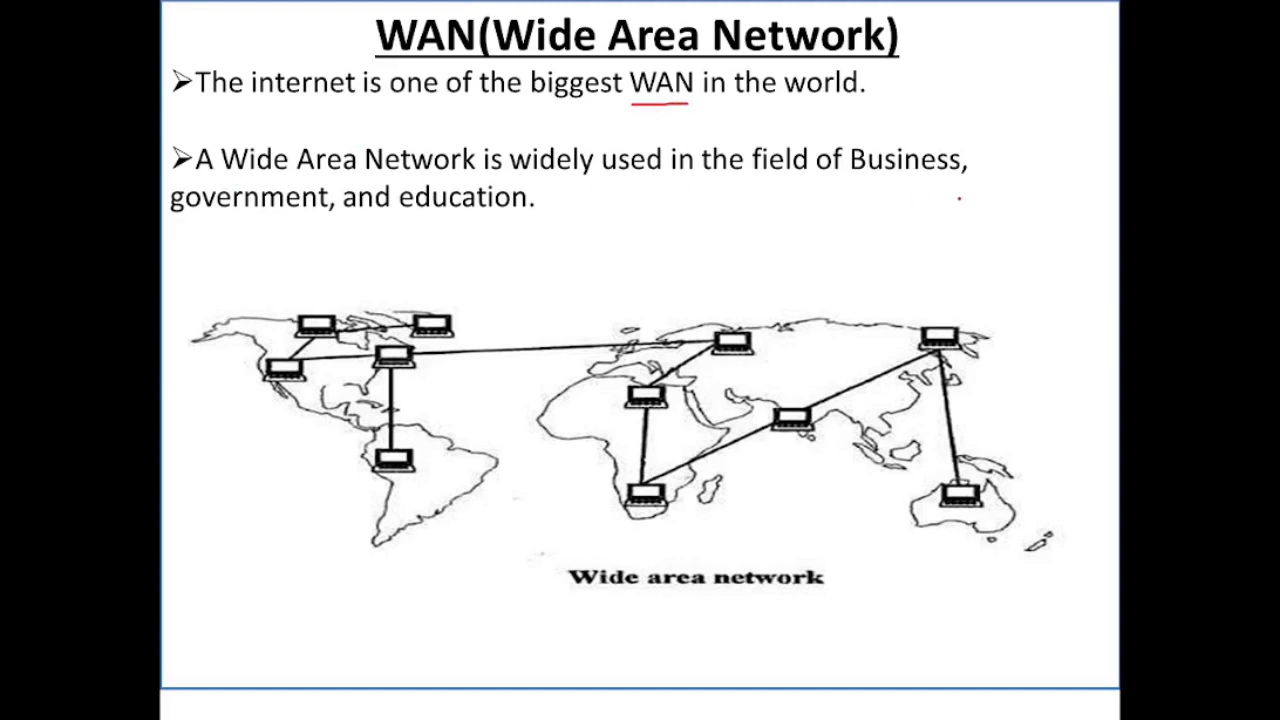 WAN(Wide Area Network)
➢The internet is one of the biggest WAN in the world.
➢A Wide Area Network is widely used in the field of Business,
government, and education.
Wide area network